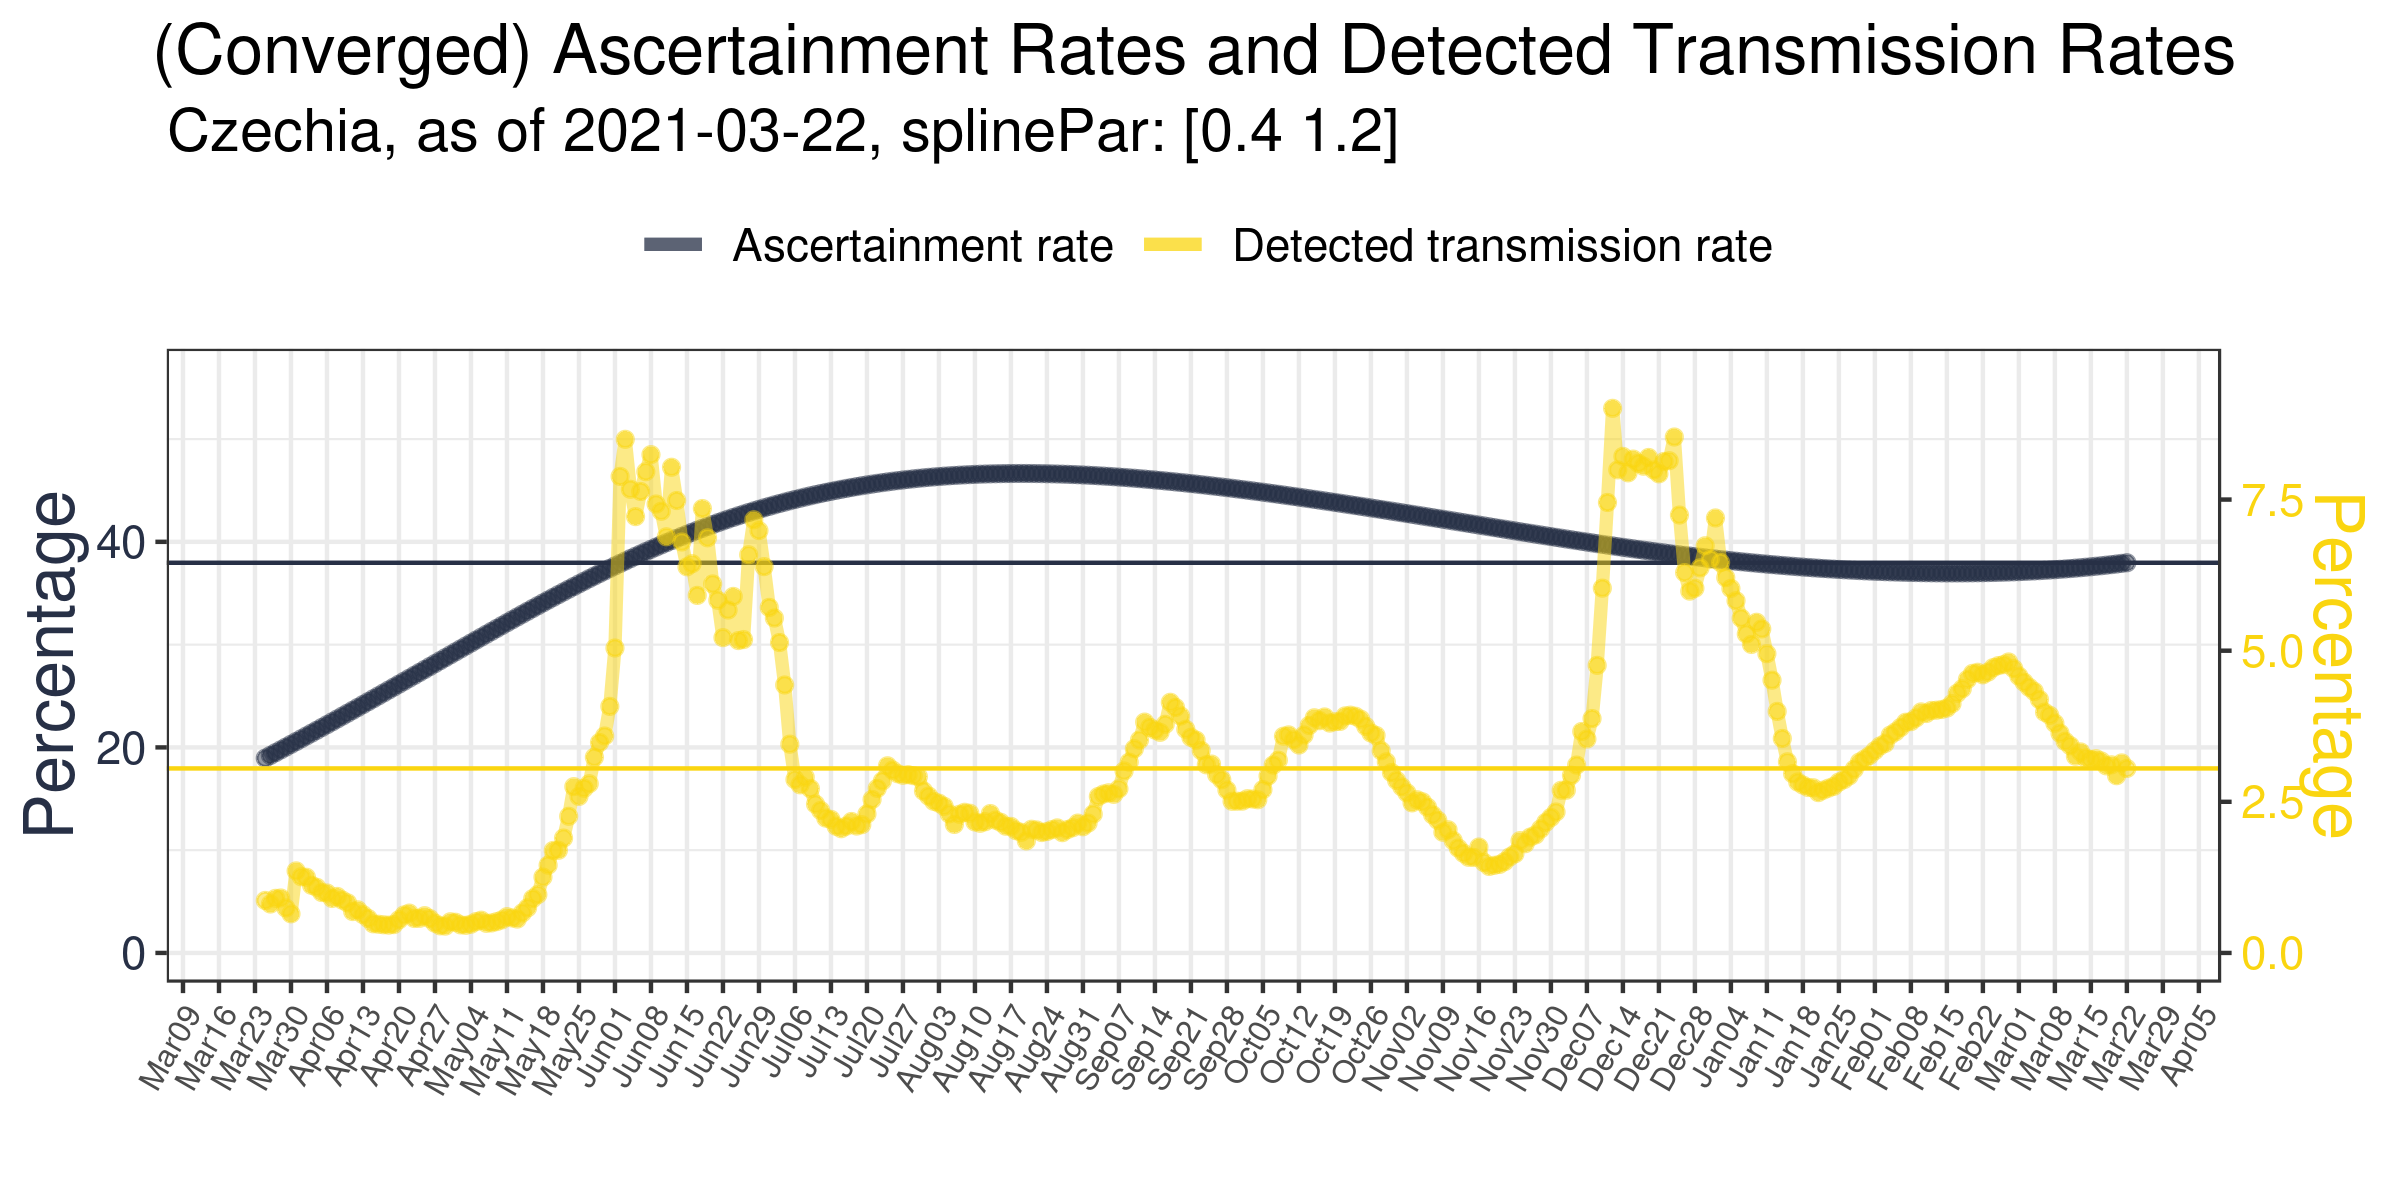 (Converged) Ascertainment Rates and Detected Transmission Rates
Czechia, as of 2021-03-22, splinePar: [0.4 1.2]
Ascertainment rate
Detected transmission rate
Percentage
40
20
0
7.5
5.0
2.5
0.0
Percentage
Mar09
Mar16
Mar23
Mar30
Apr06
Apr13
Apr20
Apr27
May04
May11
May18
May25
Jun01
Jun08
Jun15
Jun22
Jun29
Jul06
Jul13
Jul20
Jul27
Aug03
Aug10
Aug17
Aug24
Aug31
Sep07
Sep14
Sep21
Sep28
Oct05
Oct12
Oct19
Oct26
Nov02
Nov09
Nov16
Nov23
Nov30
Dec07
Dec14
Dec21
Dec28
Jan04
Jan11
Jan18
Jan25
Feb01
Feb08
Feb15
Feb22
Mar01
Mar08
Mar15
Mar22
Mar29
Apr05